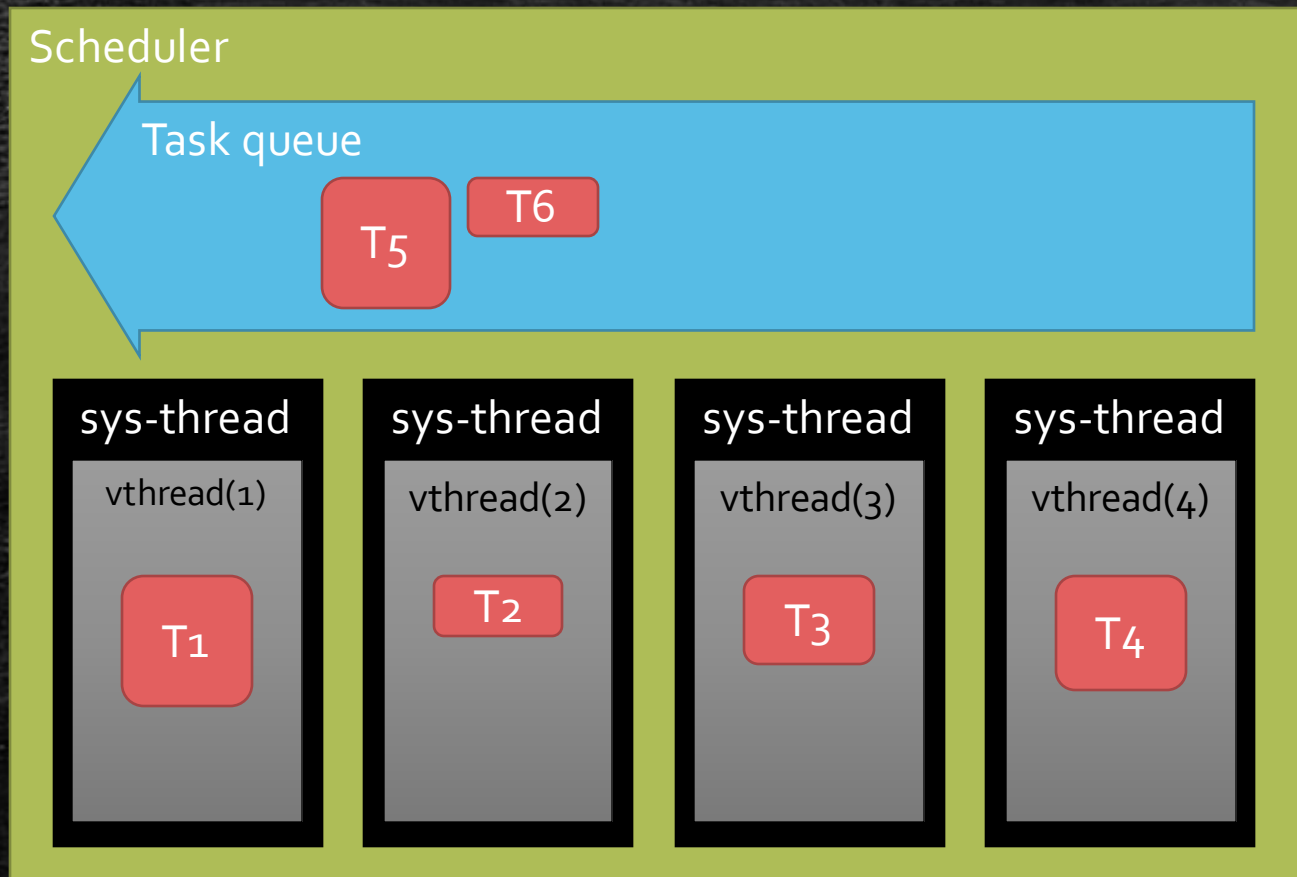 Scheduler
Task queue
T5
T6
sys-thread
sys-thread
sys-thread
sys-thread
vthread(1)
vthread(2)
vthread(3)
vthread(4)
T1
T2
T3
T4